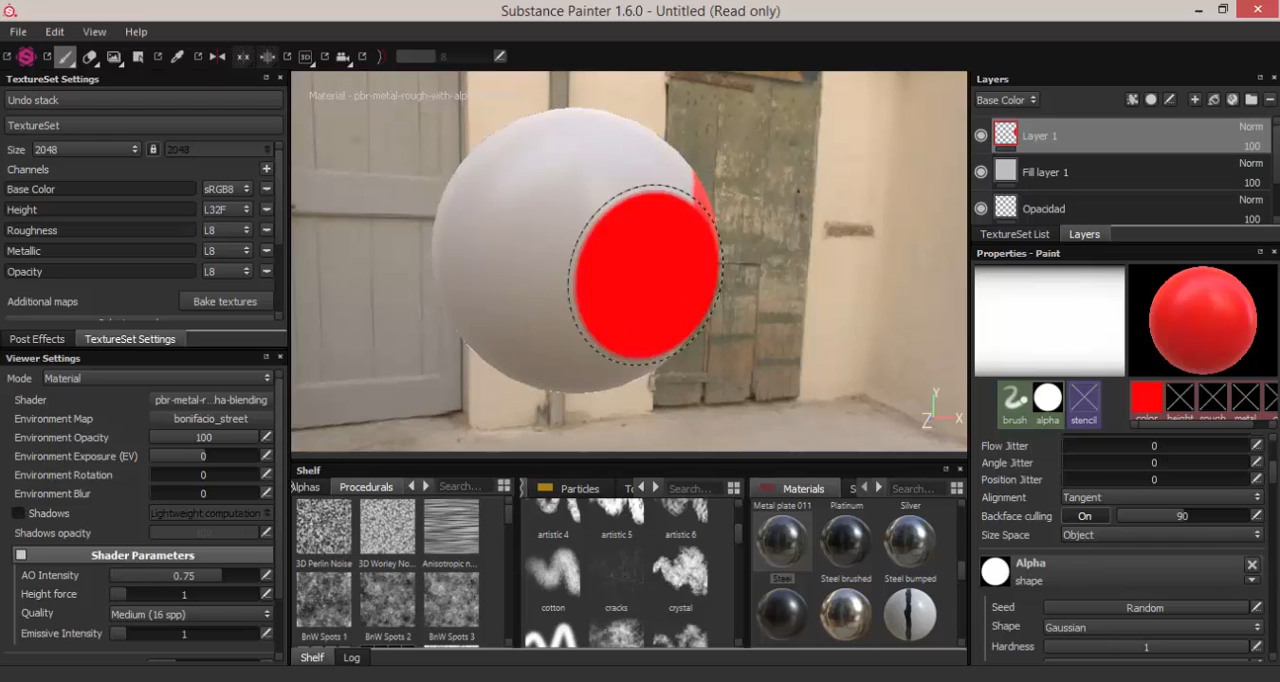 Substance Painter 1.6.0 - Untitled (Read only)
File Edit View Help
8
TextureSet Settings
Undo stack
TextureSet
Size 2048 2048
Channels
Base Color sRGB8
Height L32F
Roughness L8
Metallic L8
Opacity L8
Additional maps Bake textures
Post Effects TextureSet Settings
Viewer Settings
Mode Material
Shader pbr-metal-r...ha-blending
Environment Map bonifacio_street
Environment Opacity 100
Environment Exposure (EV) 0
Environment Rotation 0
Environment Blur 0
Shadows Lightweight computation
Shadows opacity
Shader Parameters
AO Intensity 0.75
Height force 1
Quality Medium (16 spp)
Emissive Intensity 1
Material - pbr-metal-rough-with-alp
Y
Z X
Shelf
Alphas Procedurals Search...
3D Perlin Noise 3D Worley No... Anisotropic n...
BnW Spots 1 BnW Spots 2 BnW Spots 3
Particles Search...
artistic 4 artistic 5 artistic 6
cotton cracks crystal
Materials S Search...
Metal plate 011 Platinum Silver
Steel Steel brushed Steel bumped
Shelf Log
Layers
Base Color
Layer 1 Norm 100
Fill layer 1 Norm 100
Opacidad Norm 100
TextureSet List Layers
Properties - Paint
brush alpha stencil color height rough metal
Flow Jitter 0
Angle Jitter 0
Position Jitter 0
Alignment Tangent
Backface culling On 90
Size Space Object
Alpha
shape
Seed Random
Shape Gaussian
Hardness 1